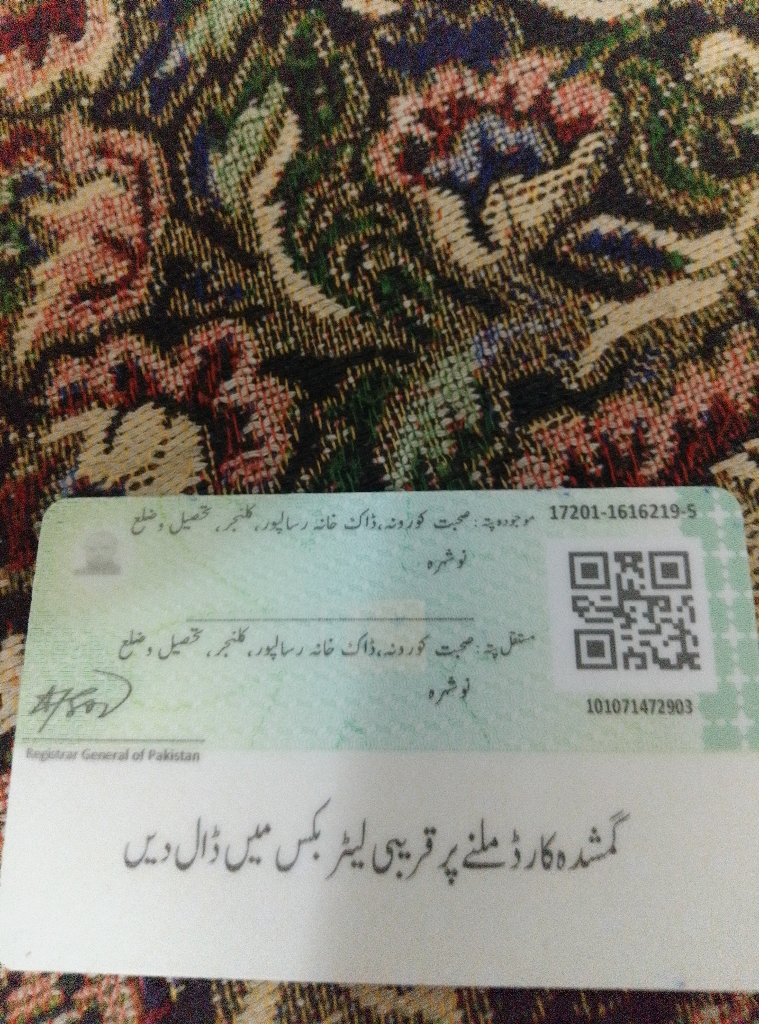 17201-1616219-5
موجودہ پتہ: صحبت کورونہ، ڈاک خانہ رسالپور، کلنجر، تحصیل و ضلع
نوشہرہ
مستقل پتہ: صحبت کورونہ، ڈاک خانہ رسالپور، کلنجر، تحصیل و ضلع
نوشہرہ
101071472903
Registrar General of Pakistan
گمشدہ کارڈ ملنے پر قریبی لیٹر بکس میں ڈال دیں